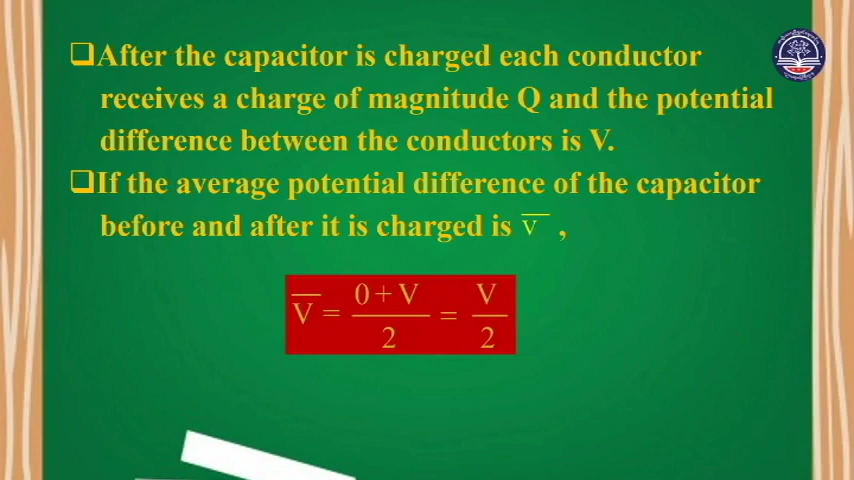 ❑After the capacitor is charged each conductor
receives a charge of magnitude Q and the potential
difference between the conductors is V.
❑If the average potential difference of the capacitor
before and after it is charged is v̅ ,
V̅ = (0 + V)/2 = V/2